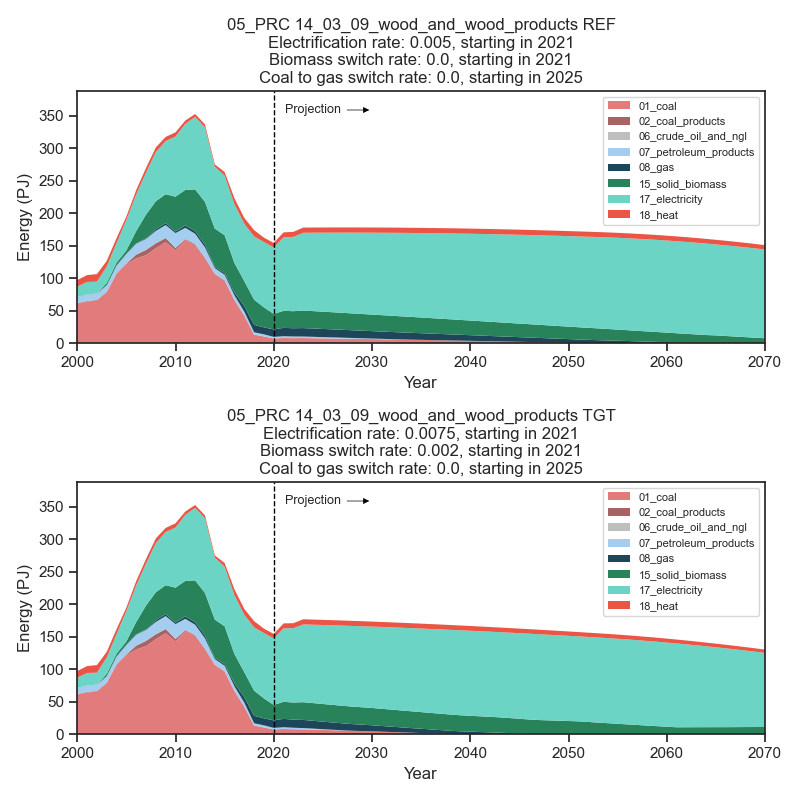 05_PRC 14_03_09_wood_and_wood_products REF
Electrification rate: 0.005, starting in 2021
Biomass switch rate: 0.0, starting in 2021
Coal to gas switch rate: 0.0, starting in 2025
Projection
01_coal
02_coal_products
06_crude_oil_and_ngl
07_petroleum_products
08_gas
15_solid_biomass
17_electricity
18_heat
Energy (PJ)
350
300
250
200
150
100
50
0
2000 2010 2020 2030 2040 2050 2060 2070
Year
05_PRC 14_03_09_wood_and_wood_products TGT
Electrification rate: 0.0075, starting in 2021
Biomass switch rate: 0.002, starting in 2021
Coal to gas switch rate: 0.0, starting in 2025
Projection
01_coal
02_coal_products
06_crude_oil_and_ngl
07_petroleum_products
08_gas
15_solid_biomass
17_electricity
18_heat
Energy (PJ)
350
300
250
200
150
100
50
0
2000 2010 2020 2030 2040 2050 2060 2070
Year